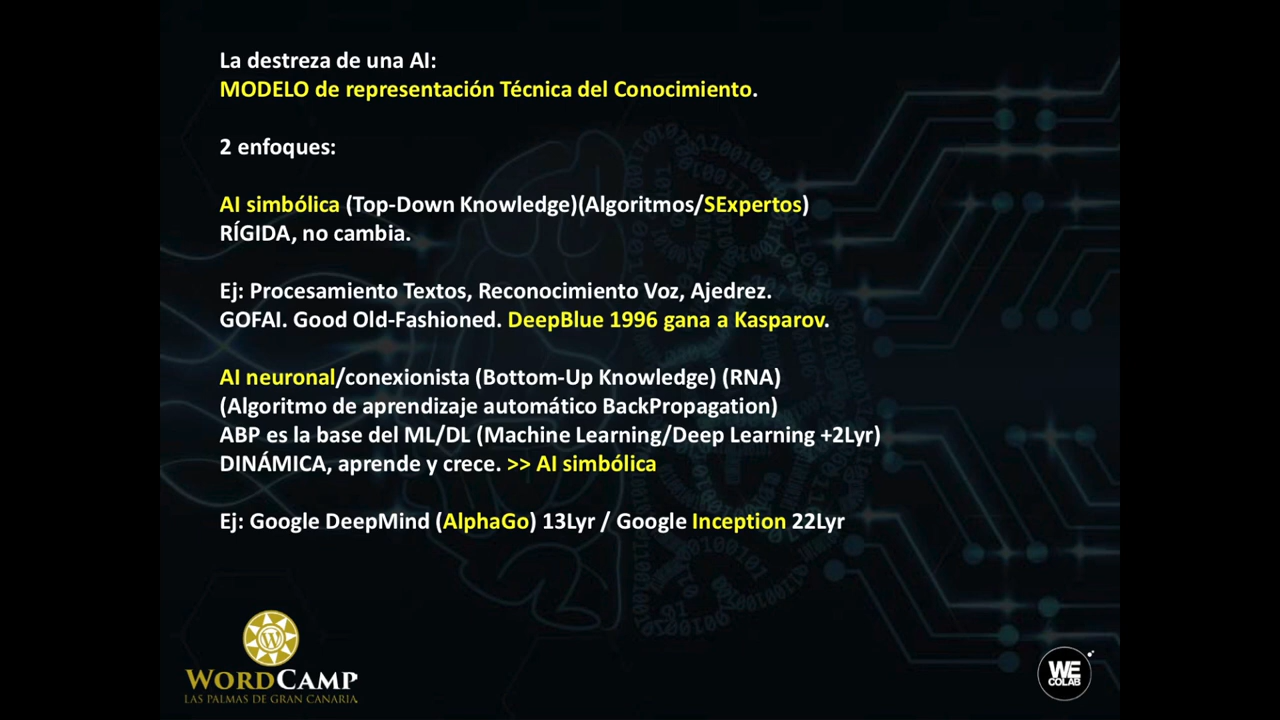 La destreza de una AI:
MODELO de representación Técnica del Conocimiento.
2 enfoques:
AI simbólica (Top-Down Knowledge)(Algoritmos/SExpertos)
RÍGIDA, no cambia.
Ej: Procesamiento Textos, Reconocimiento Voz, Ajedrez.
GOFAI. Good Old-Fashioned. DeepBlue 1996 gana a Kasparov.
AI neuronal/conexionista (Bottom-Up Knowledge) (RNA)
(Algoritmo de aprendizaje automático BackPropagation)
ABP es la base del ML/DL (Machine Learning/Deep Learning +2Lyr)
DINÁMICA, aprende y crece. >> AI simbólica
Ej: Google DeepMind (AlphaGo) 13Lyr / Google Inception 22Lyr
WORDCAMP
LAS PALMAS DE GRAN CANARIA
WE
COLAB